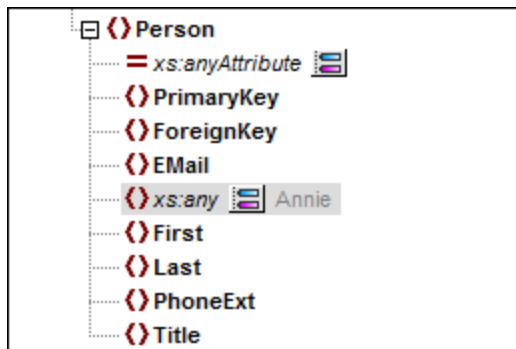 Person
xs:anyAttribute
PrimaryKey
ForeignKey
EMail
xs:any Annie
First
Last
PhoneExt
Title